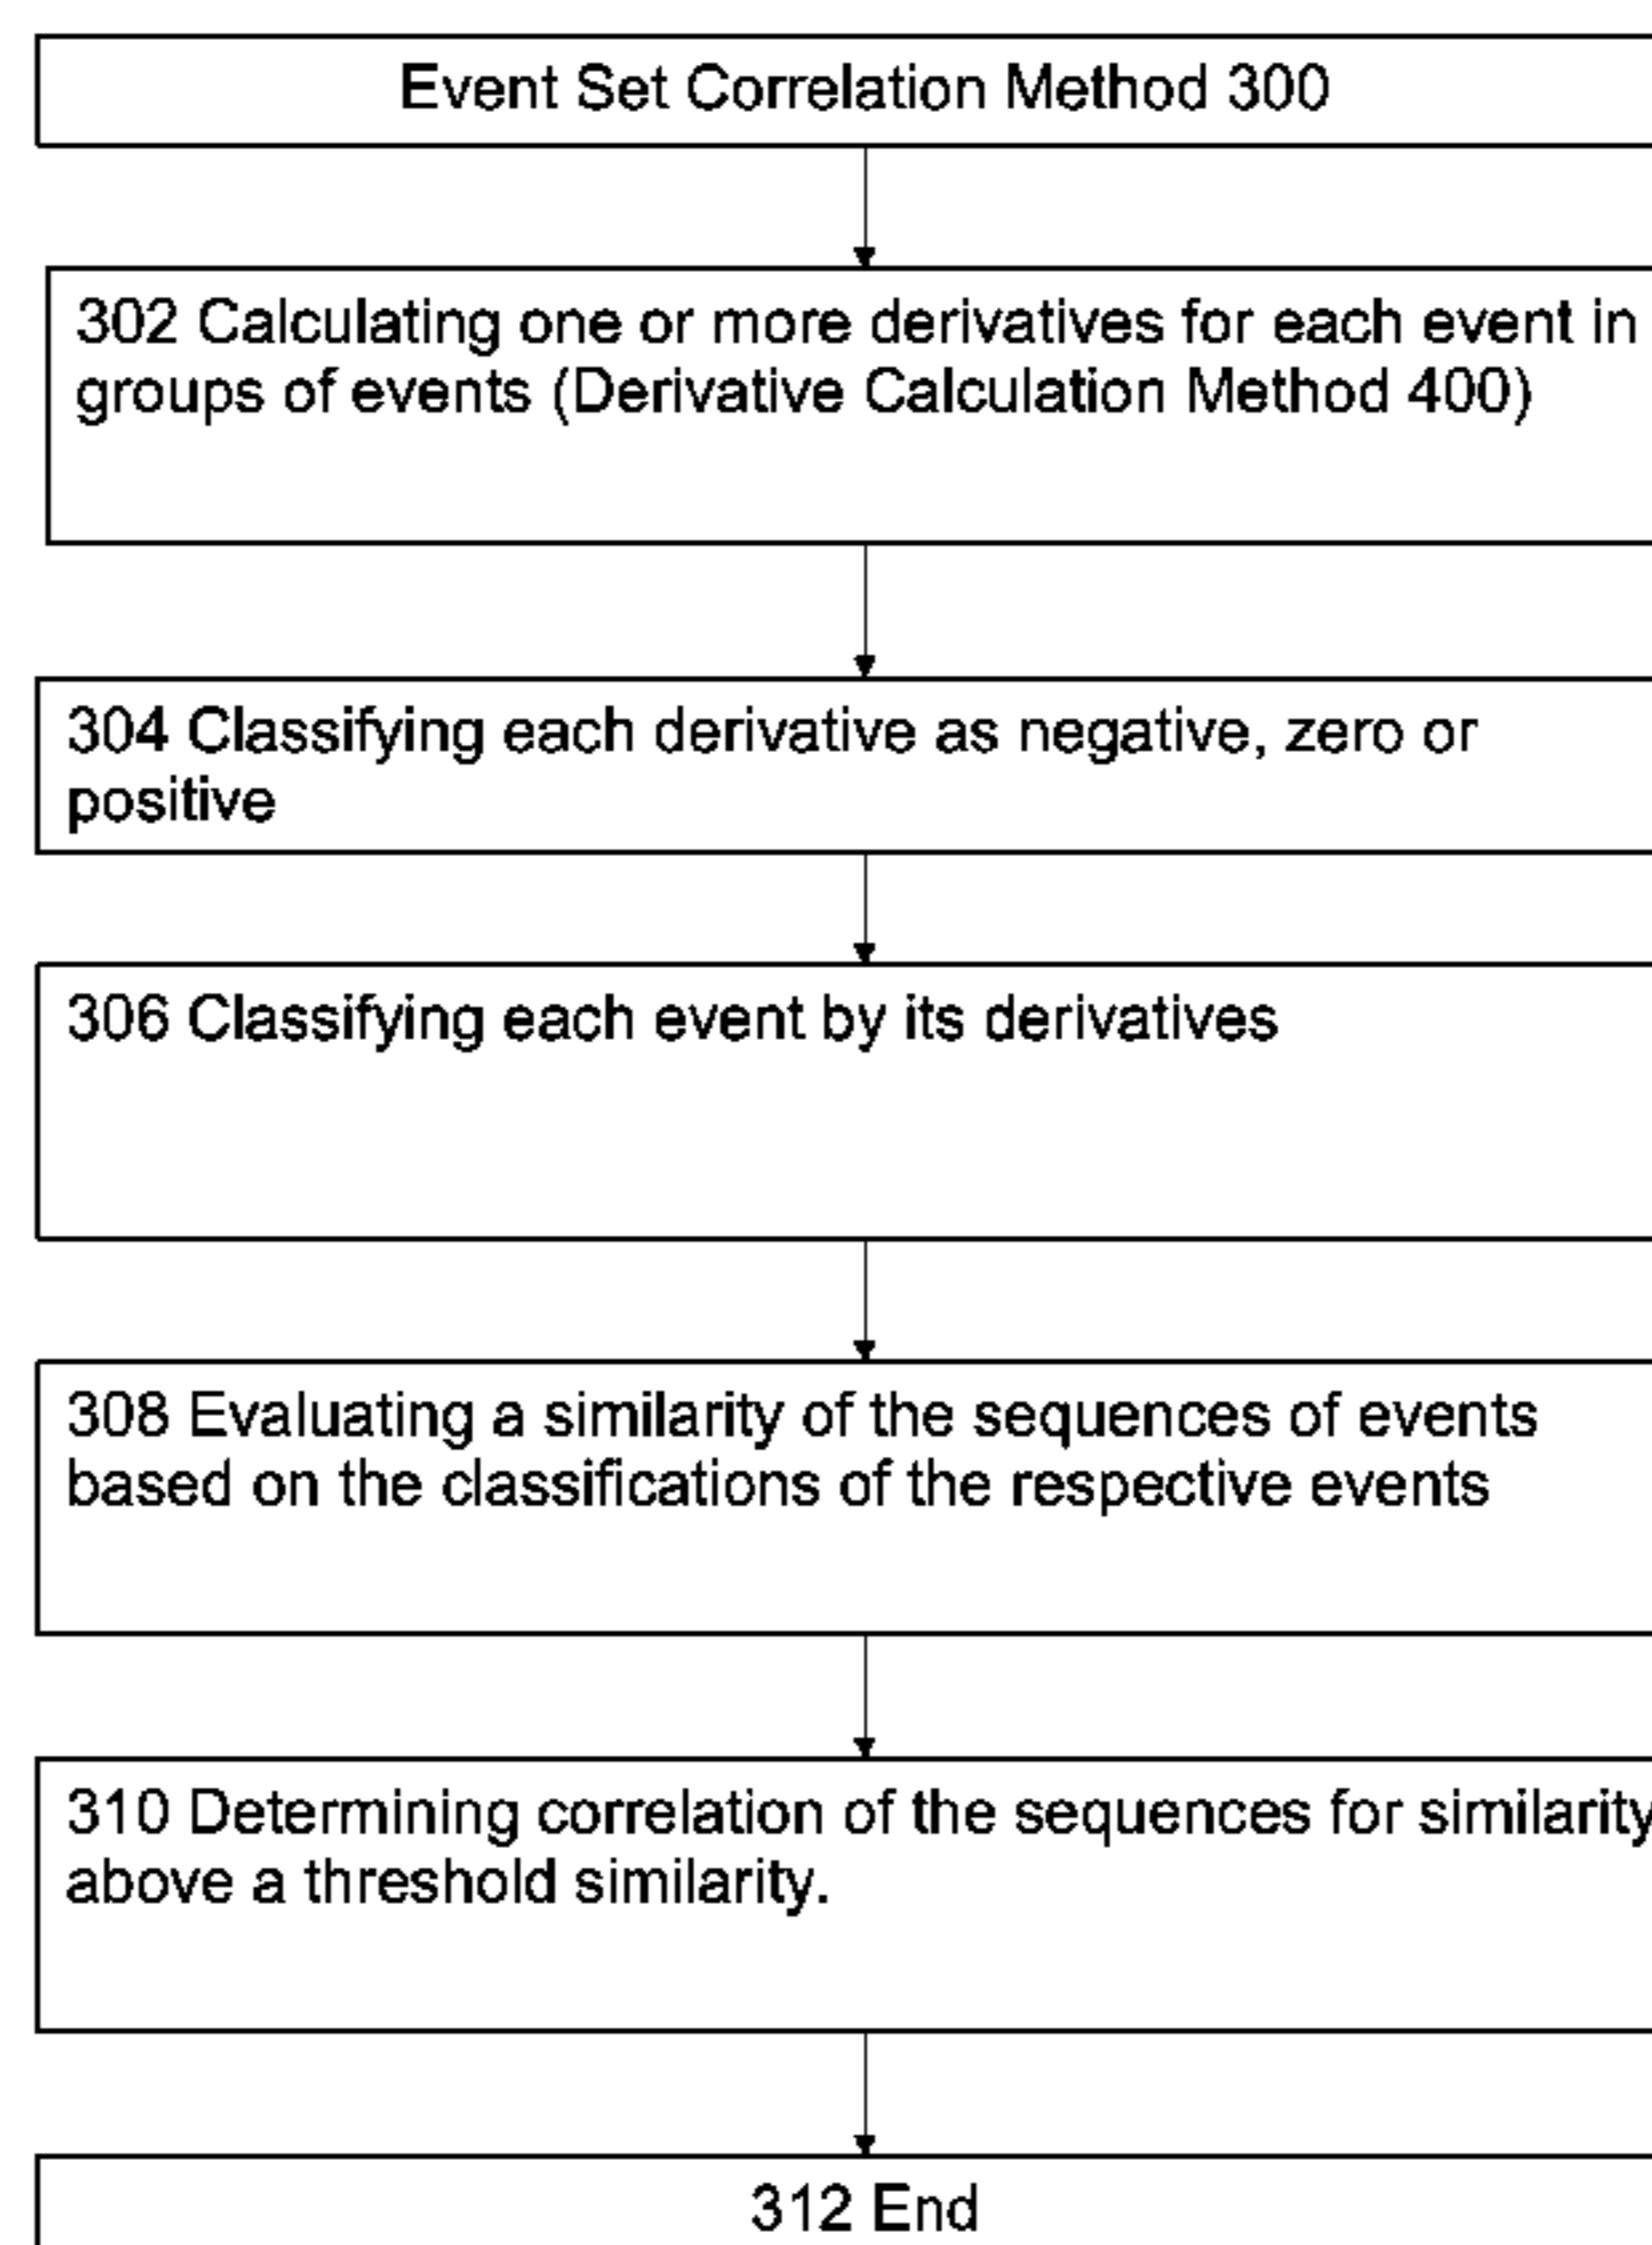 Event Set Correlation Method 300
302 Calculating one or more derivatives for each event in
groups of events (Derivative Calculation Method 400)
304 Classifying each derivative as negative, zero or
positive
306 Classifying each event by its derivatives
308 Evaluating a similarity of the sequences of events
based on the classifications of the respective events
310 Determining correlation of the sequences for similarity
above a threshold similarity.
312 End